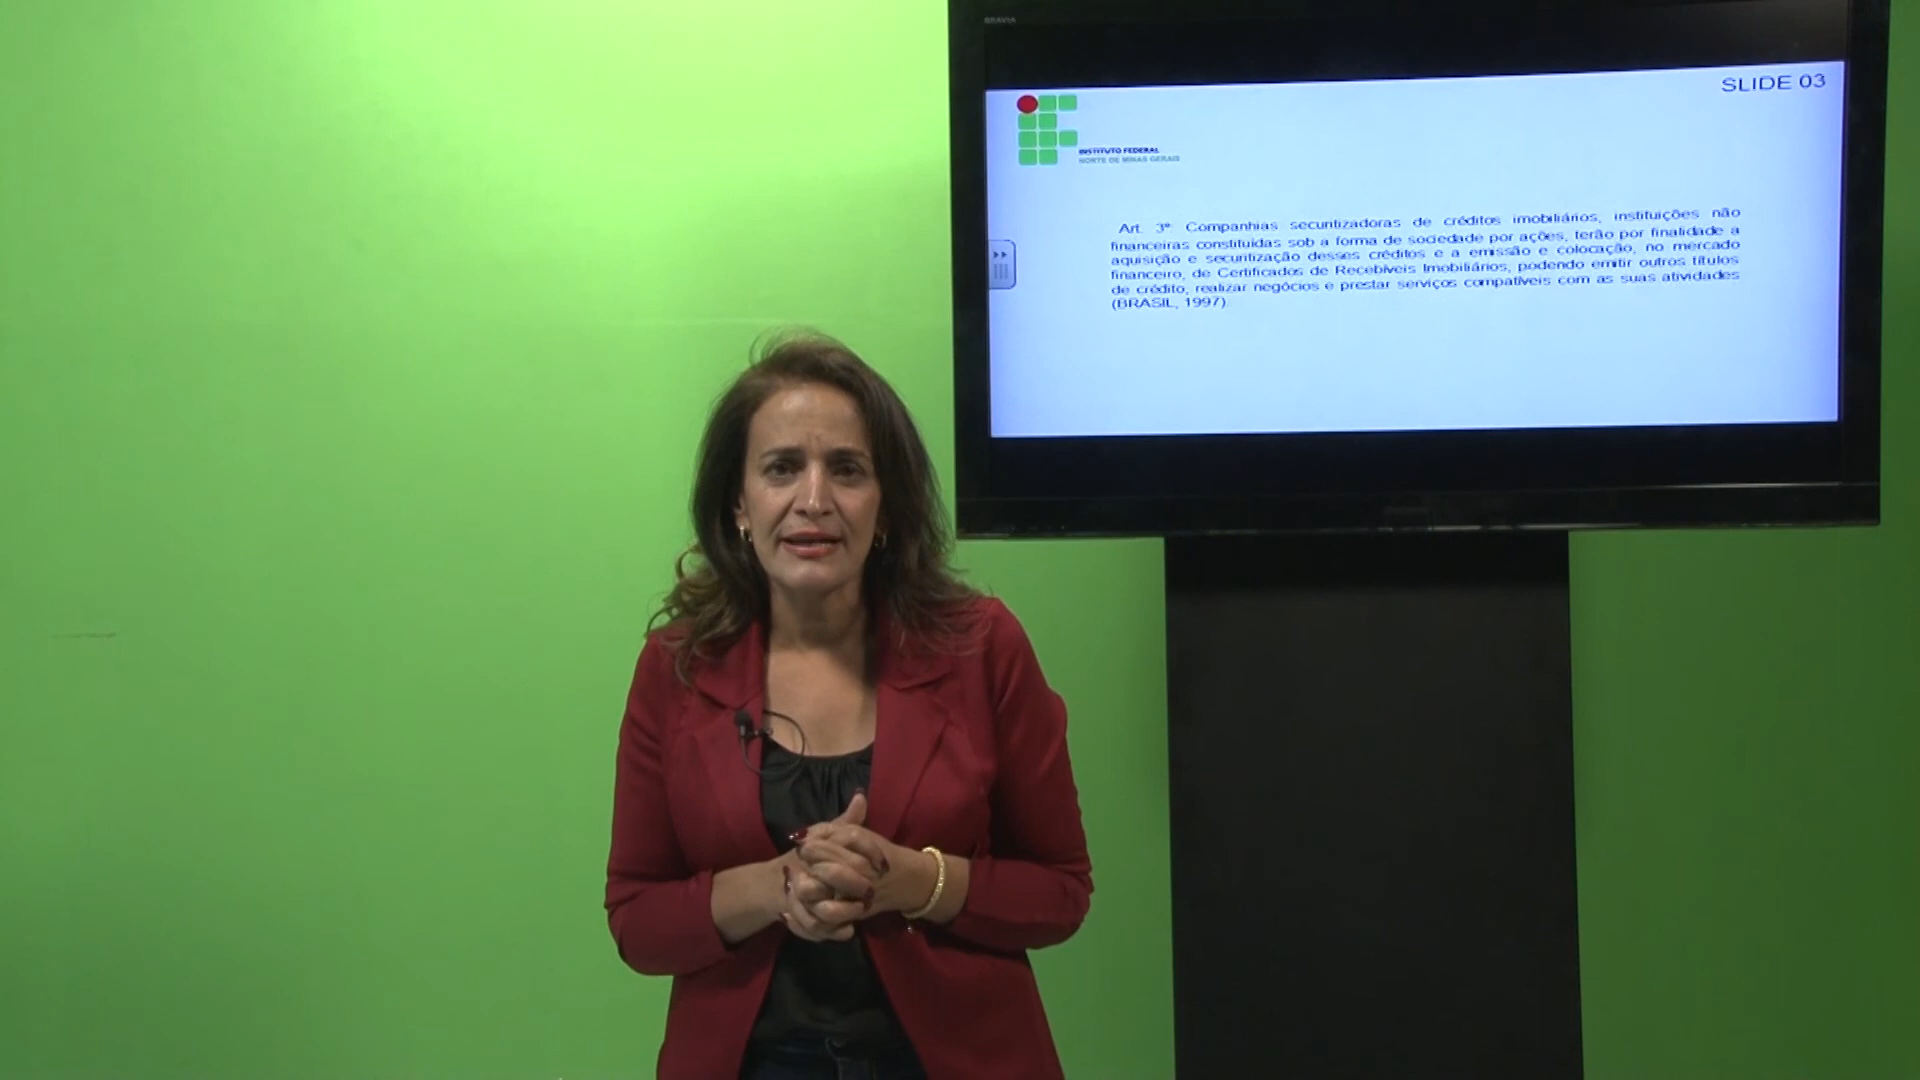 BRAVIA
SLIDE 03
INSTITUTO FEDERAL
NORTE DE MINAS GERAIS
Art. 3º Companhias securitizadoras de créditos imobiliários, instituições não
financeiras constituídas sob a forma de sociedade por ações, terão por finalidade a
aquisição e securitização desses créditos e a emissão e colocação, no mercado
financeiro, de Certificados de Recebíveis Imobiliários, podendo emitir outros títulos
de crédito, realizar negócios e prestar serviços compatíveis com as suas atividades
(BRASIL, 1997).